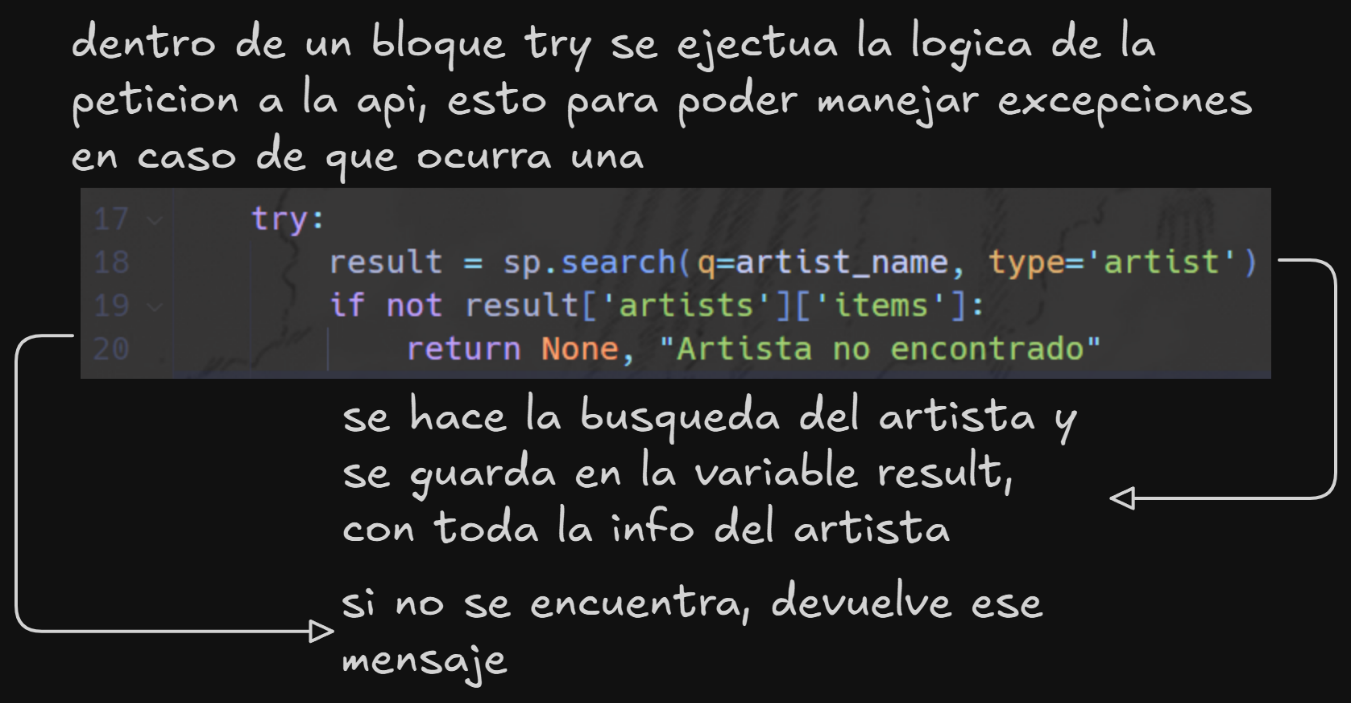 dentro de un bloque try se ejectua la logica de la
peticion a la api, esto para poder manejar excepciones
en caso de que ocurra una
17 try:
18 result = sp.search(q=artist_name, type='artist')
19 if not result['artists']['items']:
20 return None, "Artista no encontrado"
se hace la busqueda del artista y
se guarda en la variable result,
con toda la info del artista
si no se encuentra, devuelve ese
mensaje